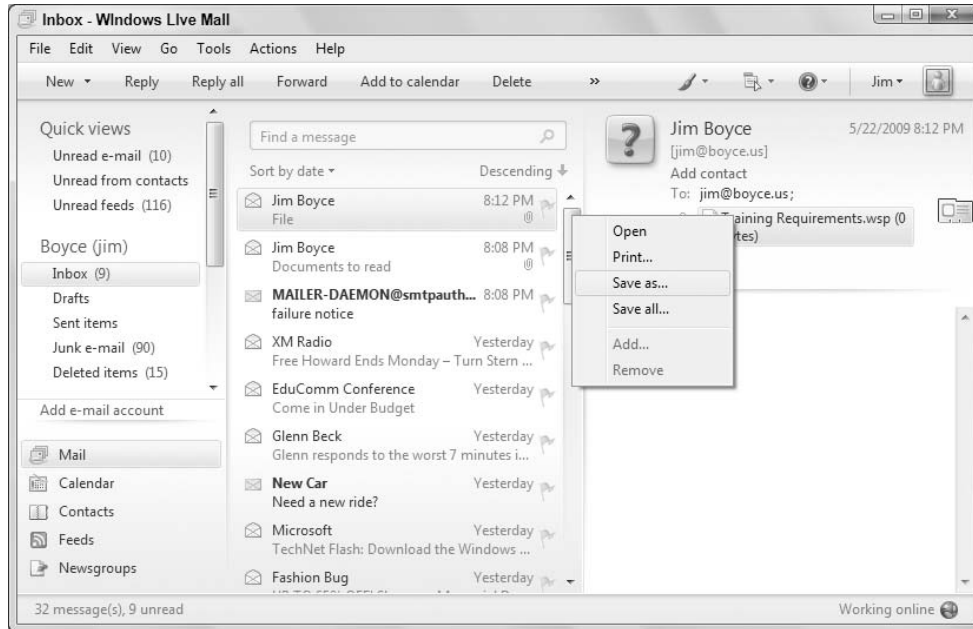 Inbox - Windows Live Mail
File Edit View Go Tools Actions Help
New Reply Reply all Forward Add to calendar Delete » Jim
Quick views
Unread e-mail (10)
Unread from contacts
Unread feeds (116)
Boyce (jim)
Inbox (9)
Drafts
Sent items
Junk e-mail (90)
Deleted items (15)
Add e-mail account
Mail
Calendar
Contacts
Feeds
Newsgroups
Find a message
Sort by date Descending
Jim Boyce 8:12 PM
File
Jim Boyce 8:08 PM
Documents to read
MAILER-DAEMON@smtpauth... 8:08 PM
failure notice
XM Radio Yesterday
Free Howard Ends Monday – Turn Stern ...
EduComm Conference Yesterday
Come in Under Budget
Glenn Beck Yesterday
Glenn responds to the worst 7 minutes i...
New Car Yesterday
Need a new ride?
Microsoft Yesterday
TechNet Flash: Download the Windows ...
Fashion Bug Yesterday
Jim Boyce 5/22/2009 8:12 PM
[jim@boyce.us]
Add contact
To: jim@boyce.us;
Requirements.wsp (0
Open
Print...
Save as...
Save all...
Add...
Remove
32 message(s), 9 unread
Working online